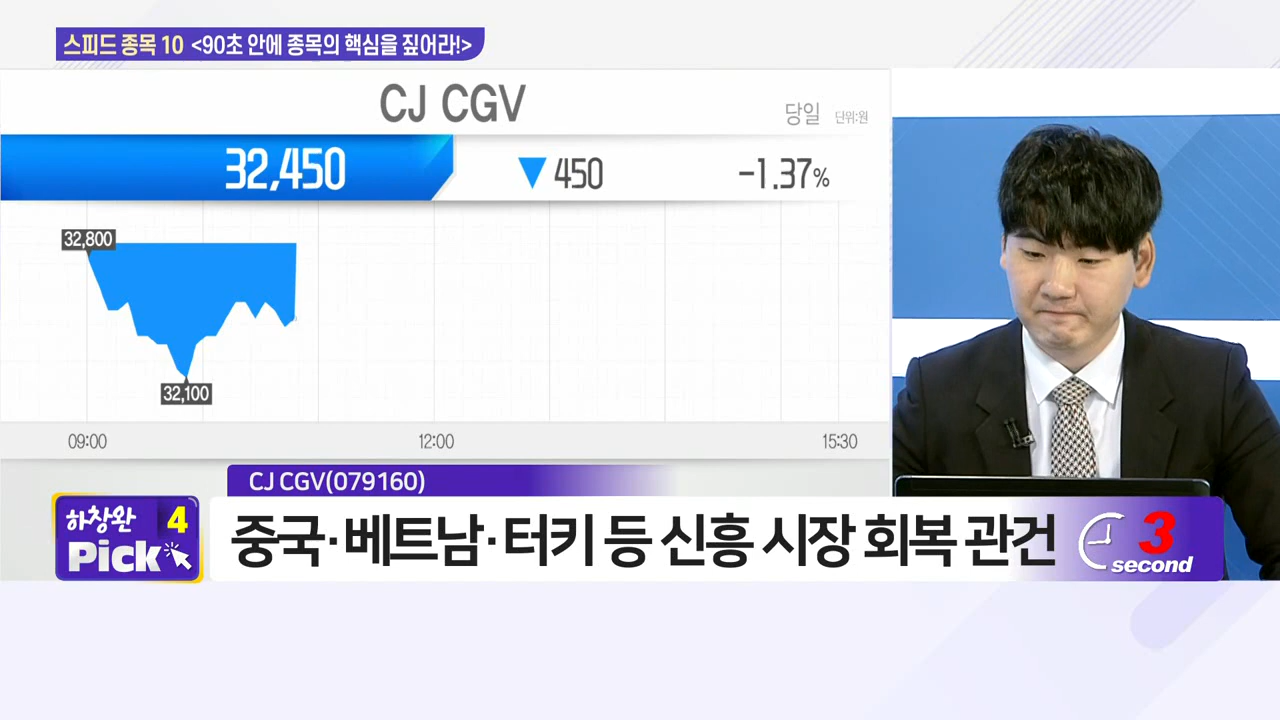 스피드 종목 10 <90초 안에 종목의 핵심을 짚어라!>
CJ CGV
당일 단위:원
32,450 ▼450 -1.37%
32,800
32,100
09:00 12:00 15:30
CJ CGV(079160)
하창완 4
Pick
중국·베트남·터키 등 신흥 시장 회복 관건
3
second